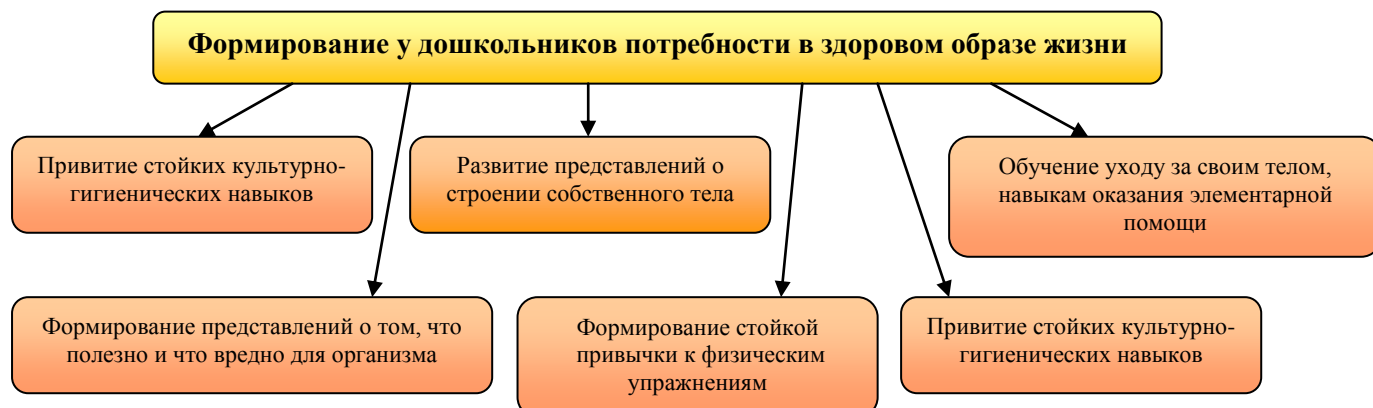 Формирование у дошкольников потребности в здоровом образе жизни
Привитие стойких культурно-
гигиенических навыков
Развитие представлений о
строении собственного тела
Обучение уходу за своим телом,
навыкам оказания элементарной
помощи
Формирование представлений о том, что
полезно и что вредно для организма
Формирование стойкой
привычки к физическим
упражнениям
Привитие стойких культурно-
гигиенических навыков